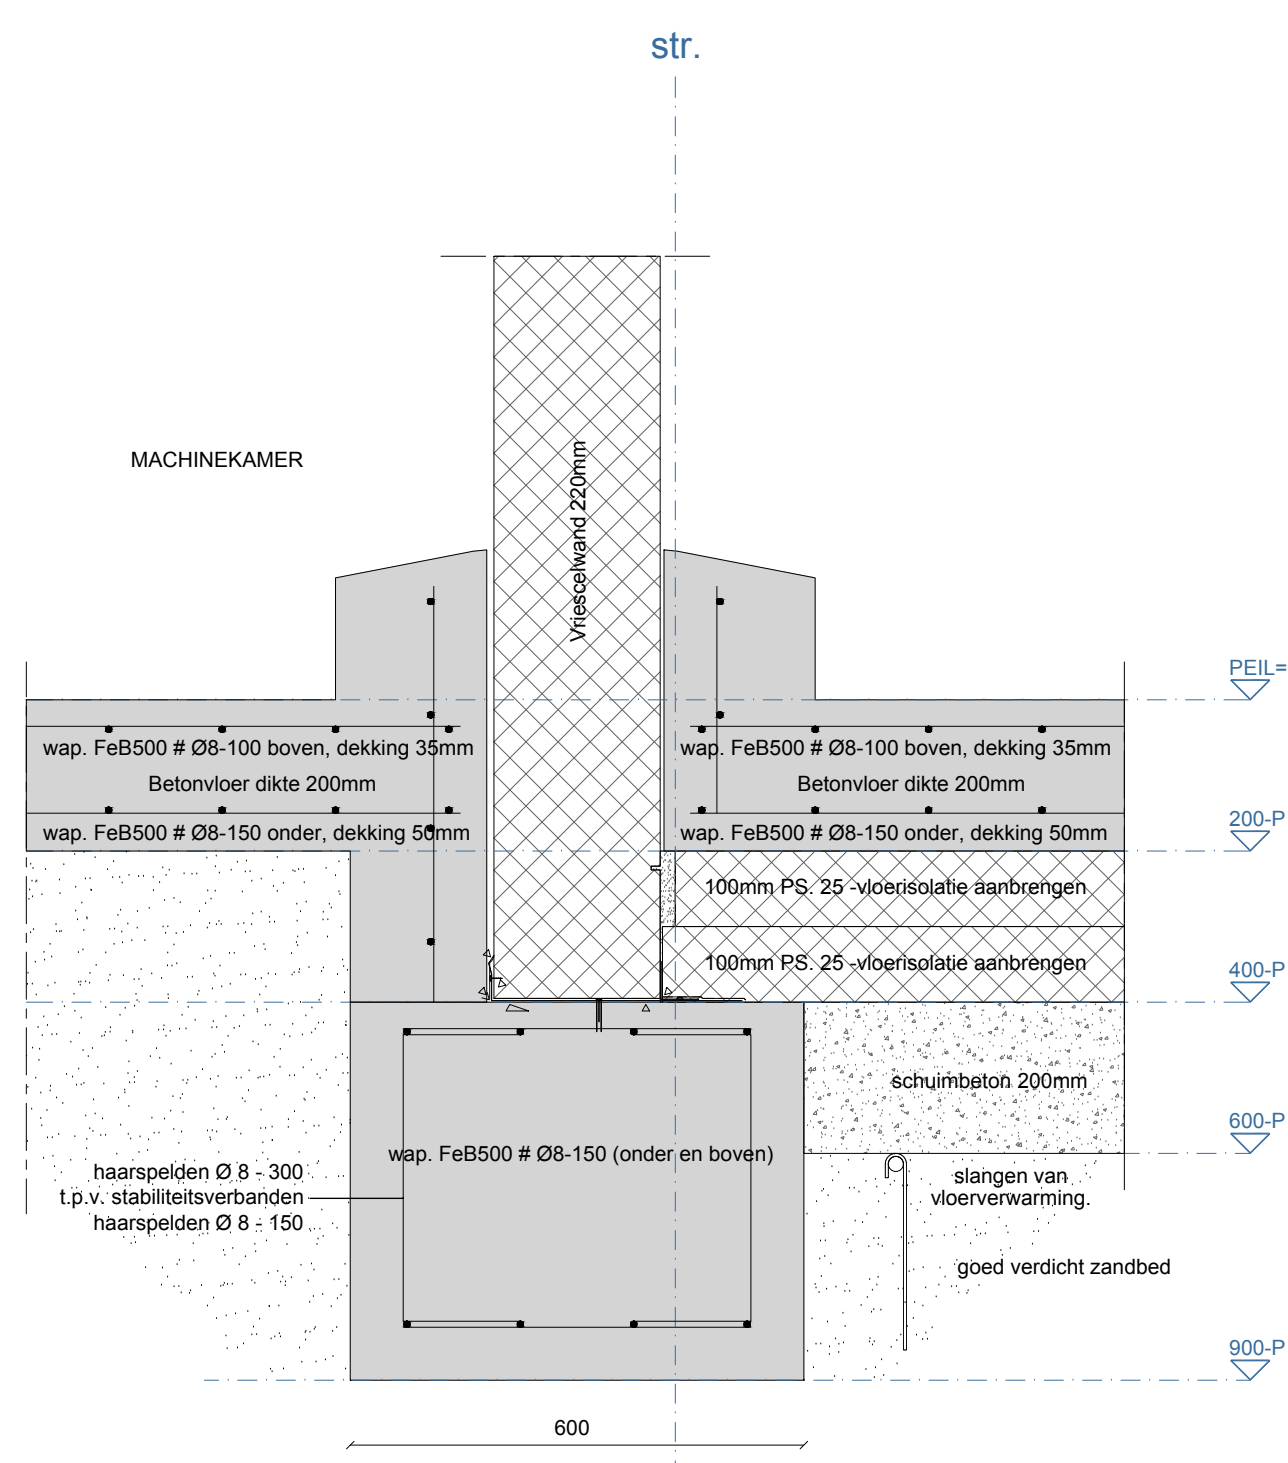 str.
MACHINEKAMER
Vriescelwand 220mm
PEIL=
wap. FeB500 # Ø8-100 boven, dekking 35mm
wap. FeB500 # Ø8-100 boven, dekking 35mm
Betonvloer dikte 200mm
Betonvloer dikte 200mm
200-P
wap. FeB500 # Ø8-150 onder, dekking 50mm
wap. FeB500 # Ø8-150 onder, dekking 50mm
100mm PS. 25 -vloerisolatie aanbrengen
100mm PS. 25 -vloerisolatie aanbrengen
400-P
schuimbeton 200mm
600-P
wap. FeB500 # Ø8-150 (onder en boven)
haarspelden Ø 8 - 300
t.p.v. stabiliteitsverbanden
haarspelden Ø 8 - 150
slangen van
vloerverwarming.
goed verdicht zandbed
900-P
600